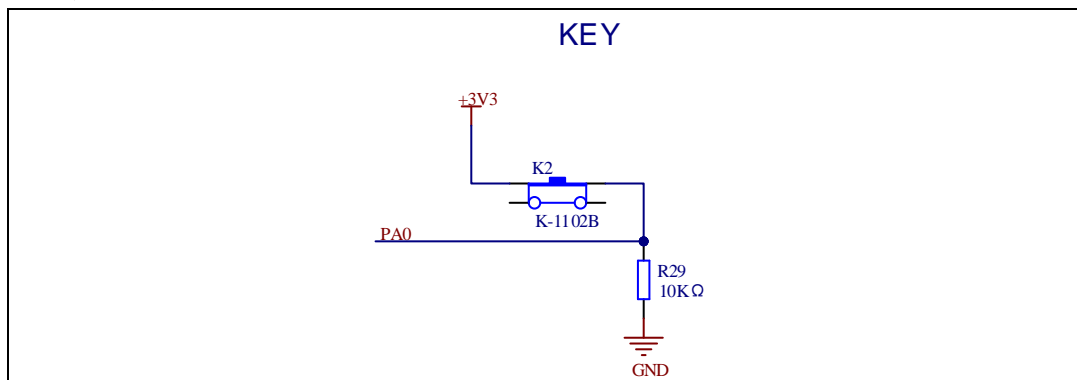 KEY
+3V3
K2
K-1102B
PA0
R29
10KΩ
GND